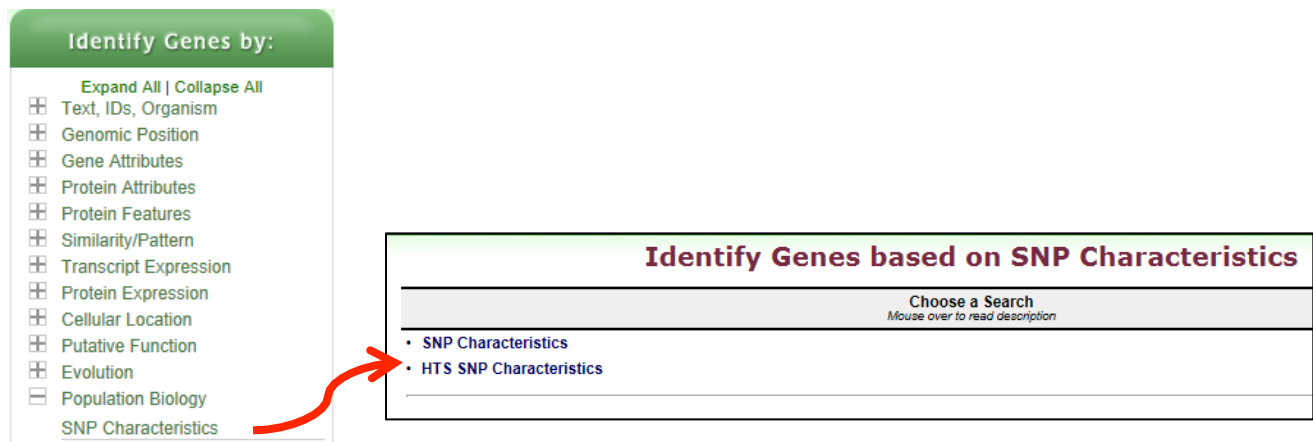 Identify Genes by:
Expand All | Collapse All
Text, IDs, Organism
Genomic Position
Gene Attributes
Protein Attributes
Protein Features
Similarity/Pattern
Transcript Expression
Protein Expression
Cellular Location
Putative Function
Evolution
Population Biology
SNP Characteristics
Identify Genes based on SNP Characteristics
Choose a Search
Mouse over to read description
• SNP Characteristics
• HTS SNP Characteristics